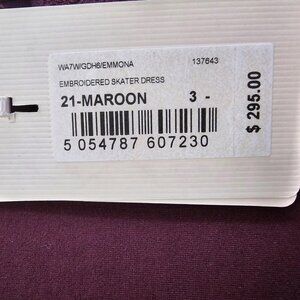 WA7W/GDH6/EMMONA 137643
EMBROIDERED SKATER DRESS
21-MAROON 3 -
5 054787 607230
$ 295.00